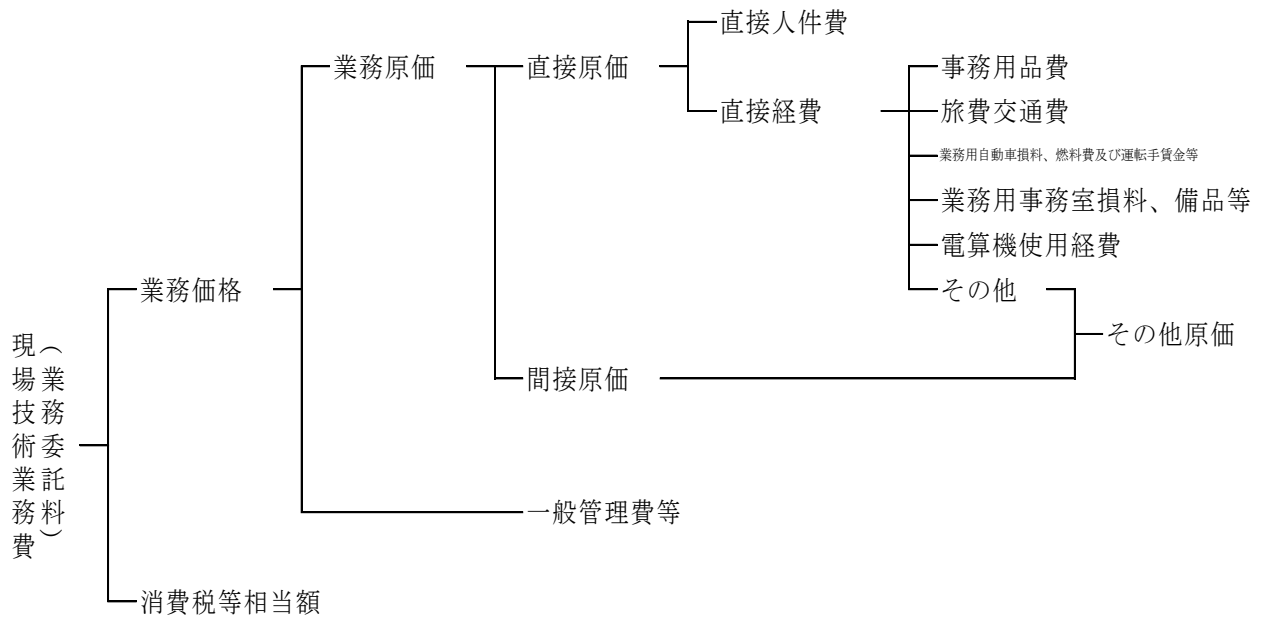 直接人件費
業務原価
直接原価
事務用品費
直接経費
旅費交通費
業務用自動車損料、燃料費及び運転手賃金等
業務用事務室損料、備品等
電算機使用経費
業務価格
その他
その他原価
現場技術業務費
（業務委託料）
間接原価
一般管理費等
消費税等相当額